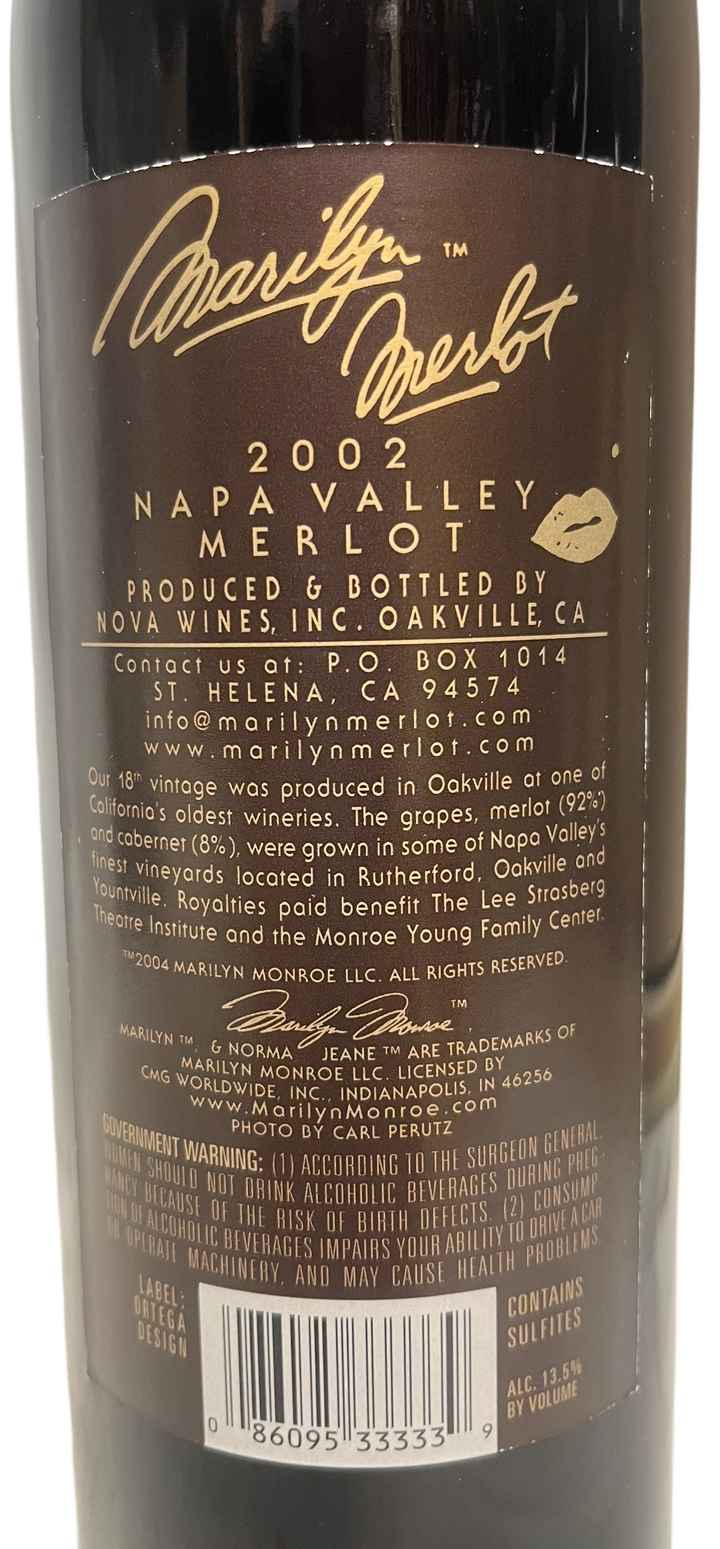 Marilyn ™
Merlot
2002
NAPA VALLEY
MERLOT
PRODUCED & BOTTLED BY
NOVA WINES, INC. OAKVILLE, CA
Contact us at: P.O. BOX 1014
ST. HELENA, CA 94574
info@marilynmerlot.com
www.marilynmerlot.com
Our 18th vintage was produced in Oakville at one of
California's oldest wineries. The grapes, merlot (92%)
and cabernet (8%), were grown in some of Napa Valley's
finest vineyards located in Rutherford, Oakville and
Yountville. Royalties paid benefit The Lee Strasberg
Theatre Institute and the Monroe Young Family Center.
™2004 MARILYN MONROE LLC. ALL RIGHTS RESERVED.
Marilyn Monroe ™,
MARILYN ™, & NORMA JEANE ™ ARE TRADEMARKS OF
MARILYN MONROE LLC. LICENSED BY
CMG WORLDWIDE, INC., INDIANAPOLIS, IN 46256
www.MarilynMonroe.com
PHOTO BY CARL PERUTZ
GOVERNMENT WARNING: (1) ACCORDING TO THE SURGEON GENERAL,
WOMEN SHOULD NOT DRINK ALCOHOLIC BEVERAGES DURING PREG-
NANCY BECAUSE OF THE RISK OF BIRTH DEFECTS. (2) CONSUMP-
TION OF ALCOHOLIC BEVERAGES IMPAIRS YOUR ABILITY TO DRIVE A CAR
OR OPERATE MACHINERY, AND MAY CAUSE HEALTH PROBLEMS.
LABEL:
ORTEGA
DESIGN
CONTAINS
SULFITES
ALC. 13.5%
BY VOLUME
0 86095 33333 9